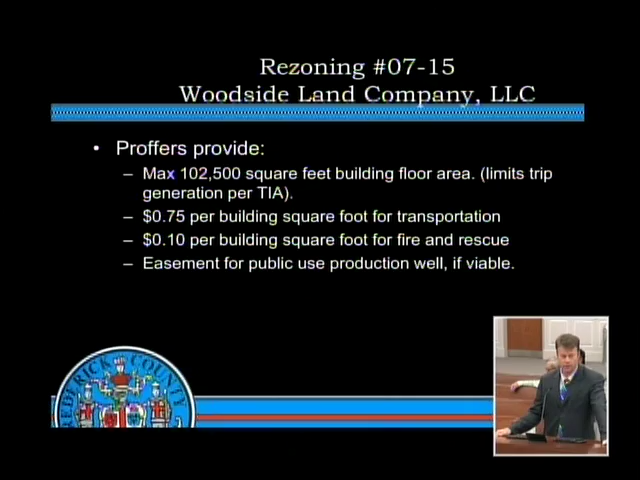 Rezoning #07-15
Woodside Land Company, LLC
• Proffers provide:
– Max 102,500 square feet building floor area. (limits trip
generation per TIA).
– $0.75 per building square foot for transportation
– $0.10 per building square foot for fire and rescue
– Easement for public use production well, if viable.
FREDERICK COUNTY